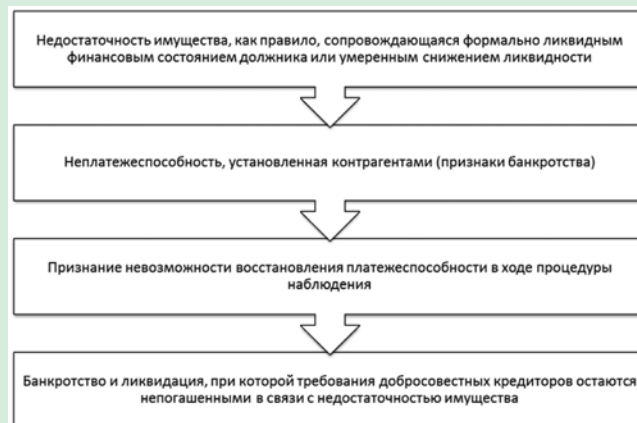 Недостаточность имущества, как правило, сопровождающаяся формально ликвидным
финансовым состоянием должника или умеренным снижением ликвидности
Неплатежеспособность, установленная контрагентами (признаки банкротства)
Признание невозможности восстановления платежеспособности в ходе процедуры
наблюдения
Банкротство и ликвидация, при которой требования добросовестных кредиторов остаются
непогашенными в связи с недостаточностью имущества